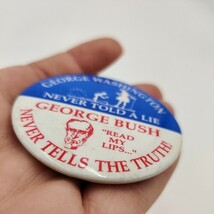 GEORGE WASHINGTON
NEVER TOLD A LIE
GEORGE BUSH
"READ
MY
LIPS..."
NEVER TELLS THE TRUTH!